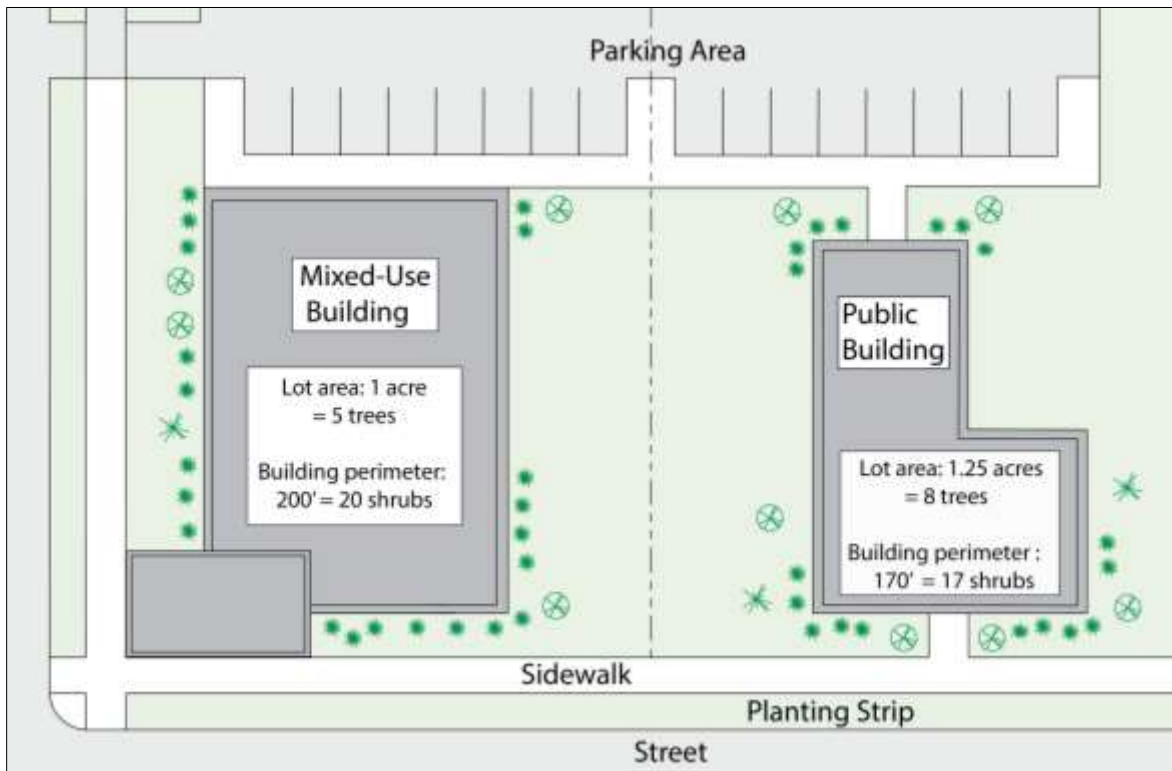 Parking Area
Mixed-Use
Building
Lot area: 1 acre
= 5 trees
Building perimeter:
200' = 20 shrubs
Public
Building
Lot area: 1.25 acres
= 8 trees
Building perimeter :
170' = 17 shrubs
Sidewalk
Planting Strip
Street